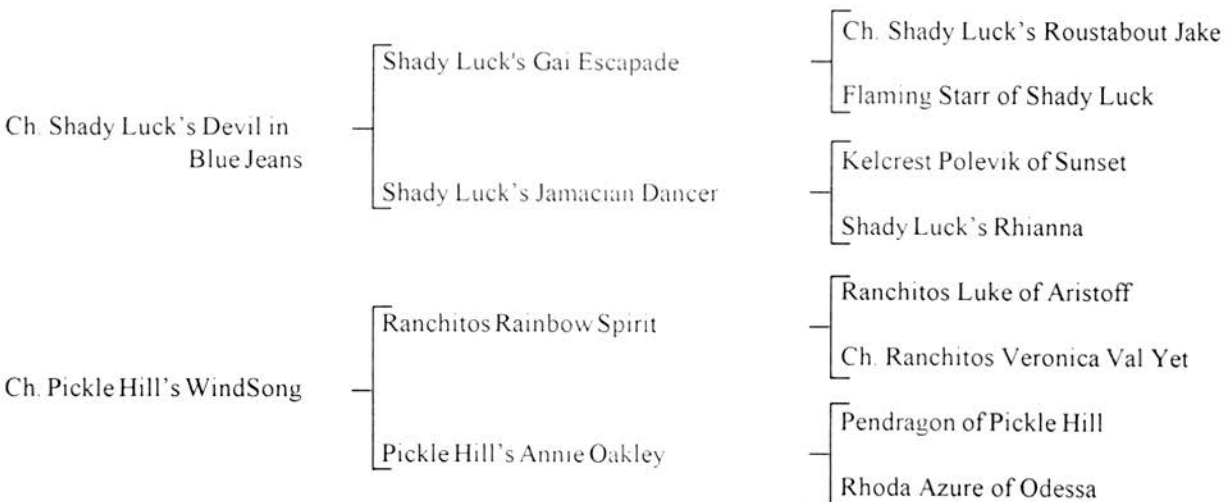 Ch. Shady Luck's Roustabout Jake
Shady Luck's Gai Escapade
Flaming Starr of Shady Luck
Ch. Shady Luck's Devil in
Blue Jeans
Kelcrest Polevik of Sunset
Shady Luck's Jamacian Dancer
Shady Luck's Rhianna
Ranchitos Luke of Aristoff
Ranchitos Rainbow Spirit
Ch. Ranchitos Veronica Val Yet
Ch. Pickle Hill's WindSong
Pendragon of Pickle Hill
Pickle Hill's Annie Oakley
Rhoda Azure of Odessa